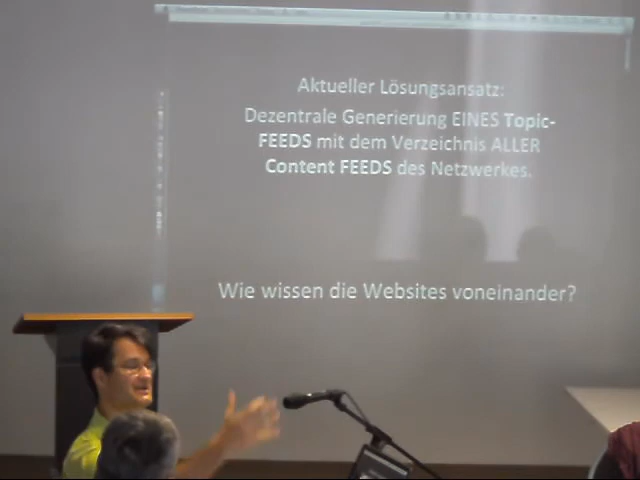 Aktueller Lösungsansatz:
Dezentrale Generierung EINES Topic-
FEEDS mit dem Verzeichnis ALLER
Content FEEDS des Netzwerkes.
Wie wissen die Websites voneinander?